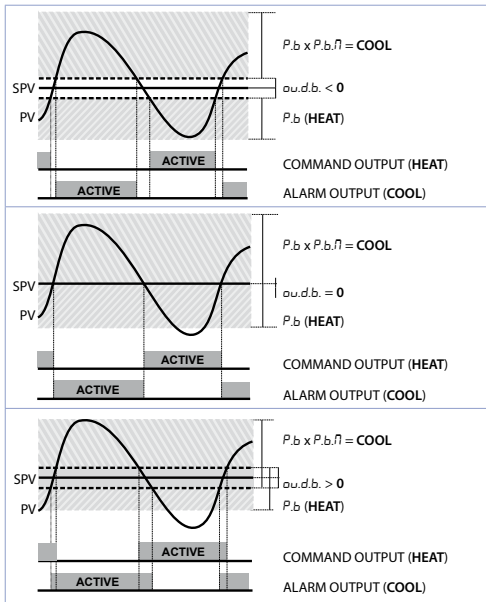 P.b x P.b.M = COOL
SPV
ou.d.b. < 0
PV
P.b (HEAT)
ACTIVE
COMMAND OUTPUT (HEAT)
ACTIVE
ALARM OUTPUT (COOL)
P.b x P.b.M = COOL
SPV
ou.d.b. = 0
PV
P.b (HEAT)
ACTIVE
COMMAND OUTPUT (HEAT)
ACTIVE
ALARM OUTPUT (COOL)
P.b x P.b.M = COOL
SPV
ou.d.b. > 0
PV
P.b (HEAT)
ACTIVE
COMMAND OUTPUT (HEAT)
ACTIVE
ALARM OUTPUT (COOL)